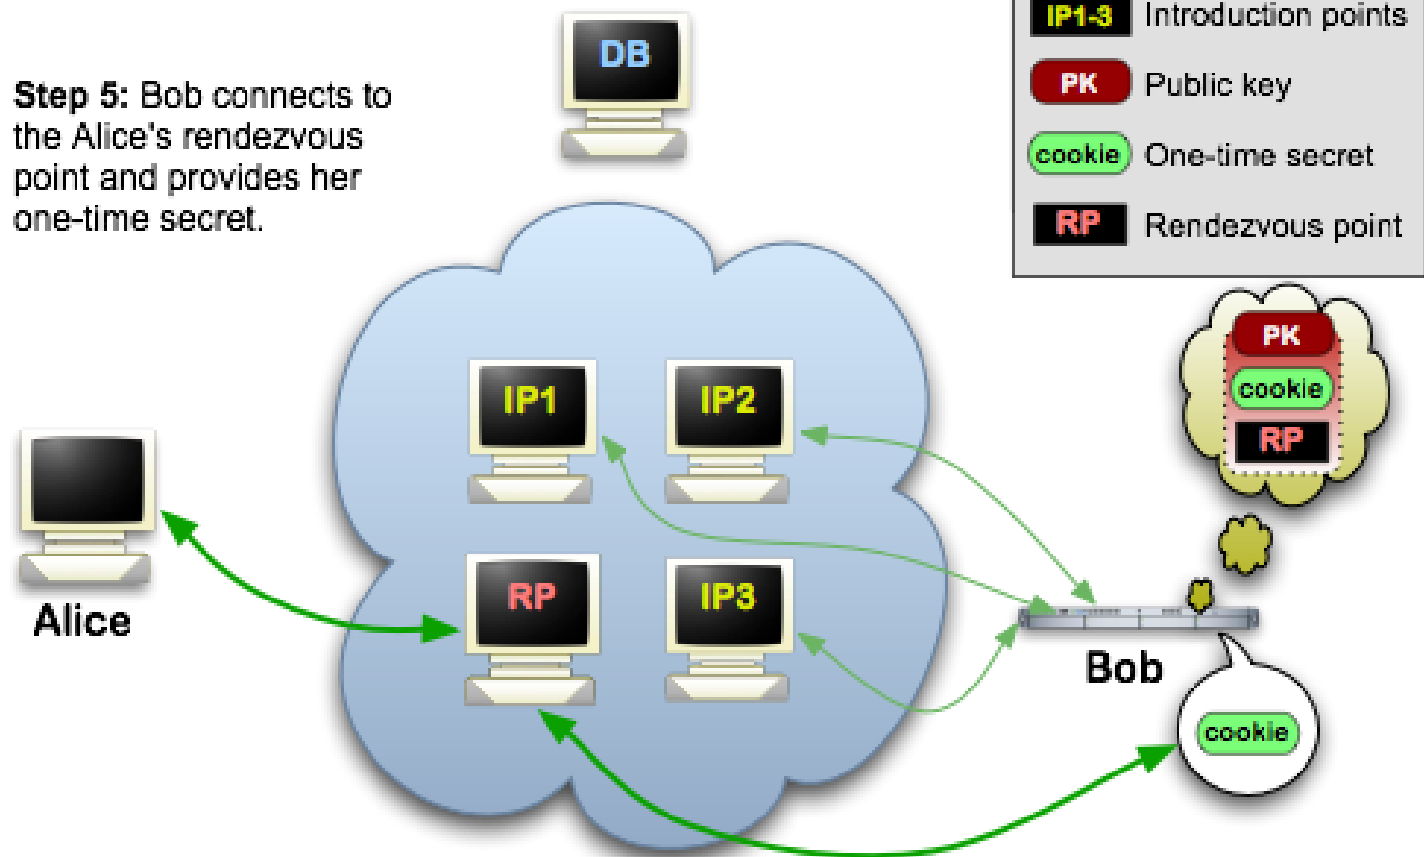 Step 5: Bob connects to
the Alice's rendezvous
point and provides her
one-time secret.
DB
IP1-3 Introduction points
PK Public key
cookie One-time secret
RP Rendezvous point
PK
cookie
RP
IP1
IP2
Alice
RP
IP3
Bob
cookie